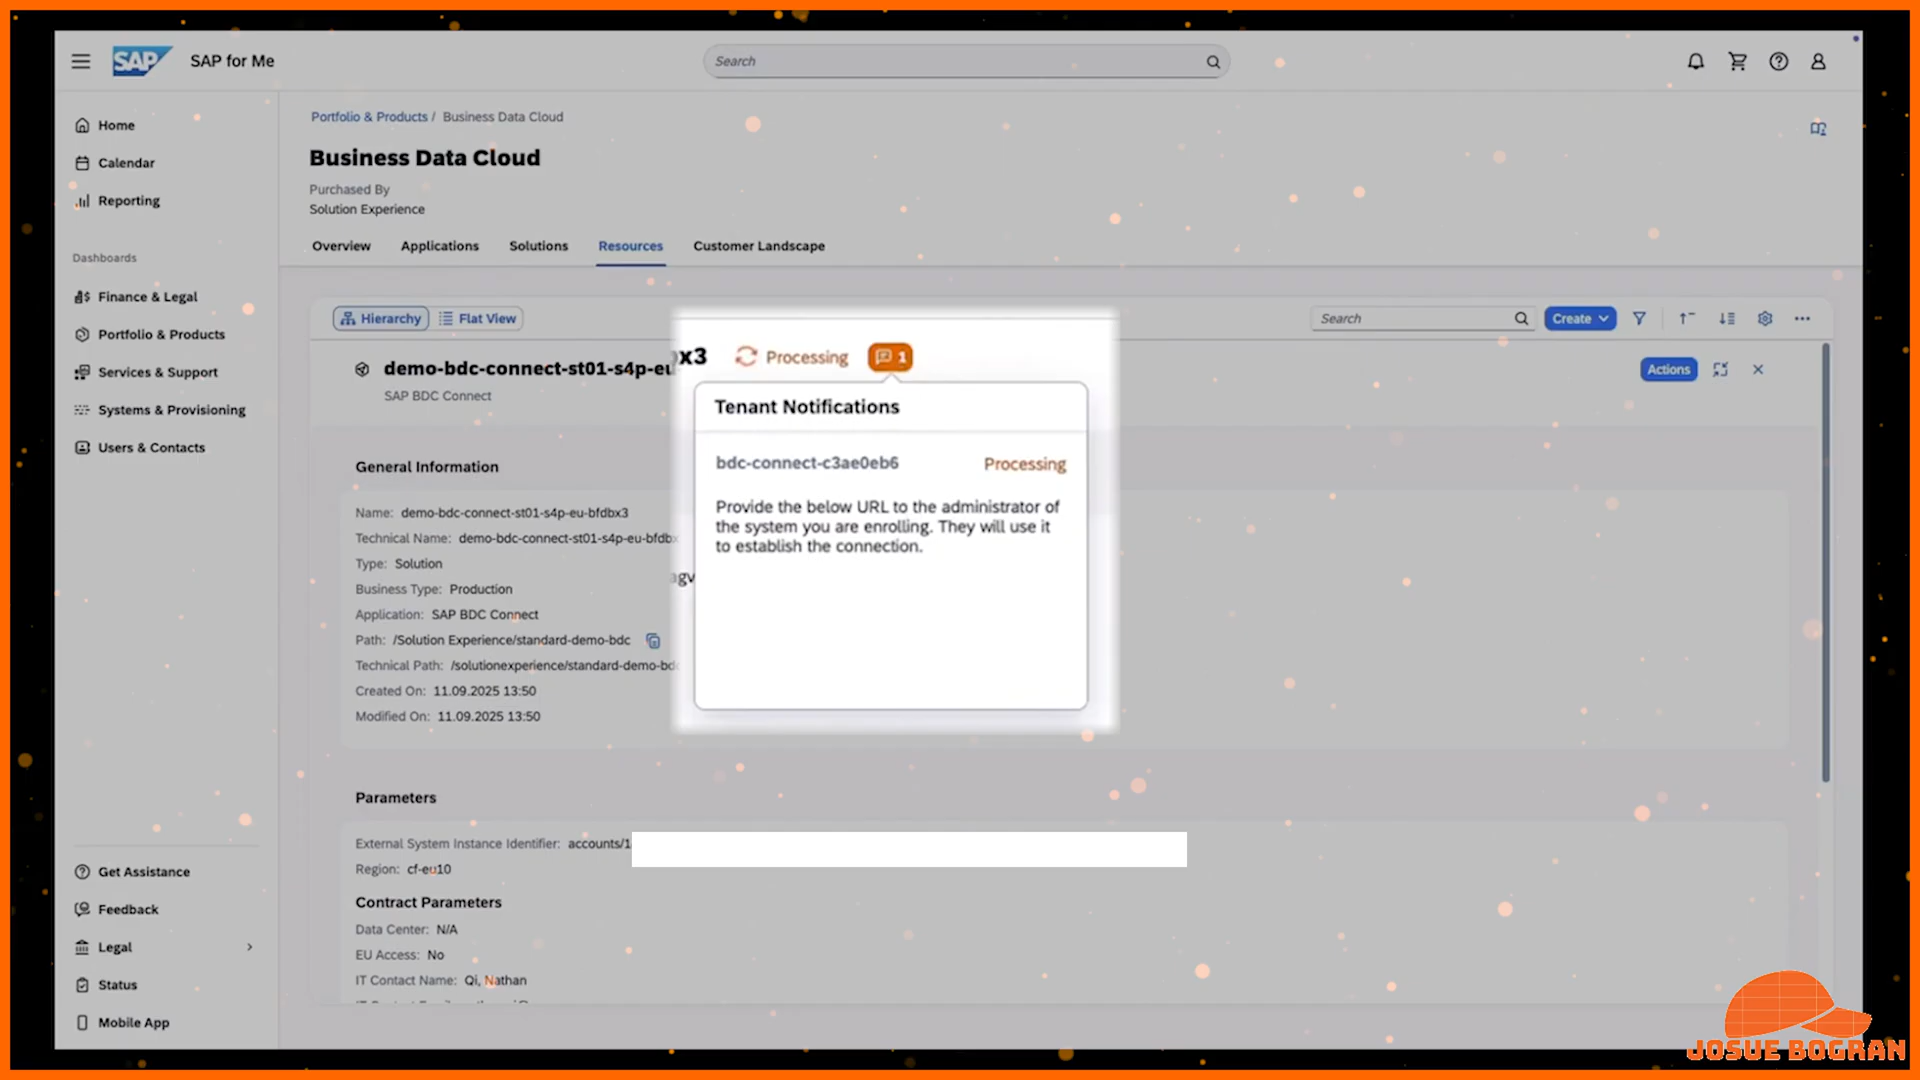 SAP
SAP for Me
Search
Home
Calendar
Reporting
Dashboards
Finance & Legal
Portfolio & Products
Services & Support
Systems & Provisioning
Users & Contacts
Get Assistance
Feedback
Legal
Status
Mobile App
Portfolio & Products / Business Data Cloud
Business Data Cloud
Purchased By
Solution Experience
Overview Applications Solutions Resources Customer Landscape
Hierarchy Flat View
Search
Create
demo-bdc-connect-st01-s4p-eu
SAP BDC Connect
Actions
x3 Processing 1
Tenant Notifications
bdc-connect-c3ae0eb6 Processing
Provide the below URL to the administrator of
the system you are enrolling. They will use it
to establish the connection.
General Information
Name: demo-bdc-connect-st01-s4p-eu-bfdbx3
Technical Name: demo-bdc-connect-st01-s4p-eu-bfdbx
Type: Solution
Business Type: Production
Application: SAP BDC Connect
Path: /Solution Experience/standard-demo-bdc
Technical Path: /solutionexperience/standard-demo-bdc
Created On: 11.09.2025 13:50
Modified On: 11.09.2025 13:50
Parameters
External System Instance Identifier: accounts/1
Region: cf-eu10
Contract Parameters
Data Center: N/A
EU Access: No
IT Contact Name: Qi, Nathan
JOSUE BOGRAN